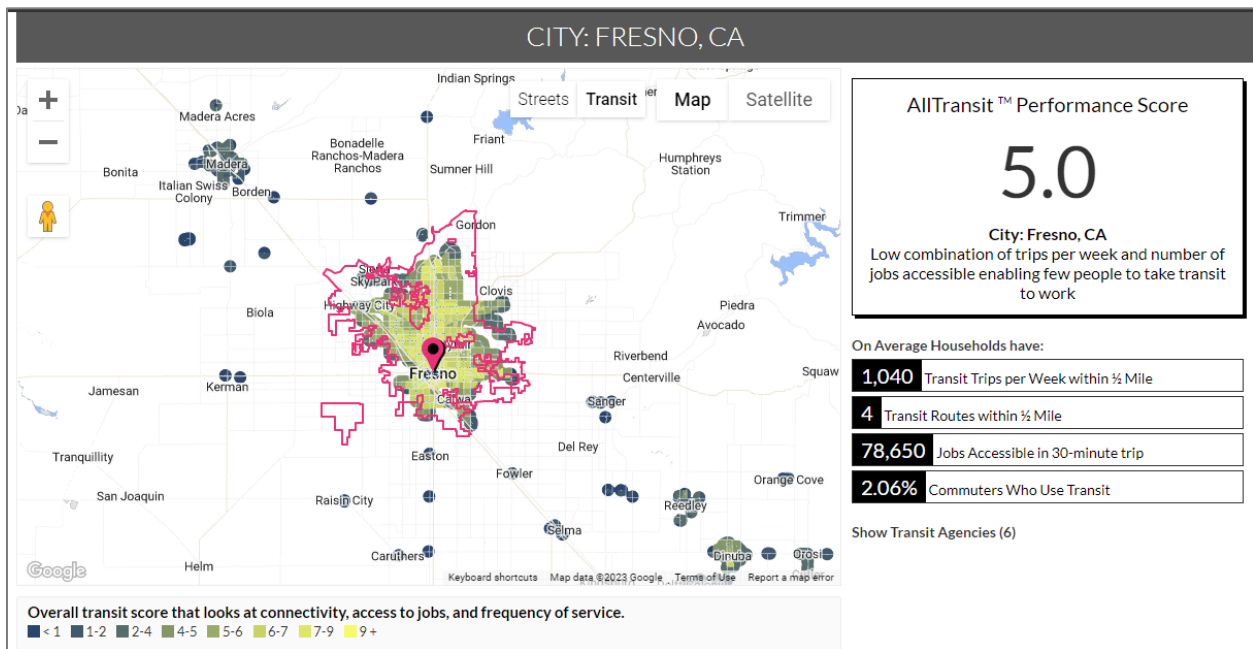 CITY: FRESNO, CA
Indian Springs
Streets
Transit
Map
Satellite
Madera Acres
Friant
Bonadelle
Ranchos-Madera
Ranchos
Humphreys
Station
Madera
Sumner Hill
Bonita
Italian Swiss
Colony
Borden
Trimmer
Gordon
Clovis
Highway City
Biola
Piedra
Avocado
Riverbend
Fresno
Centerville
Squaw
Kerman
Jamesan
Calwa
Sanger
Del Rey
Tranquillity
Easton
Fowler
Orange Cove
San Joaquin
Raisin City
Reedley
Selma
Caruthers
Dinuba
Orosi
Helm
Google
Keyboard shortcuts
Map data ©2023 Google
Terms of Use
Report a map error
Overall transit score that looks at connectivity, access to jobs, and frequency of service.
< 1 1-2 2-4 4-5 5-6 6-7 7-9 9 +
AllTransit ™ Performance Score
5.0
City: Fresno, CA
Low combination of trips per week and number of
jobs accessible enabling few people to take transit
to work
On Average Households have:
1,040 Transit Trips per Week within ½ Mile
4 Transit Routes within ½ Mile
78,650 Jobs Accessible in 30-minute trip
2.06% Commuters Who Use Transit
Show Transit Agencies (6)